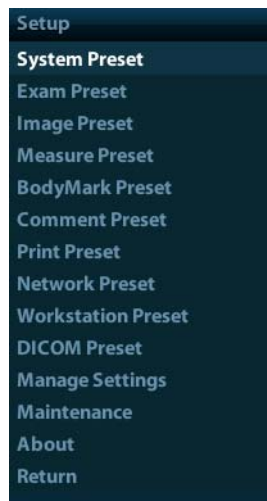 Setup
System Preset
Exam Preset
Image Preset
Measure Preset
BodyMark Preset
Comment Preset
Print Preset
Network Preset
Workstation Preset
DICOM Preset
Manage Settings
Maintenance
About
Return